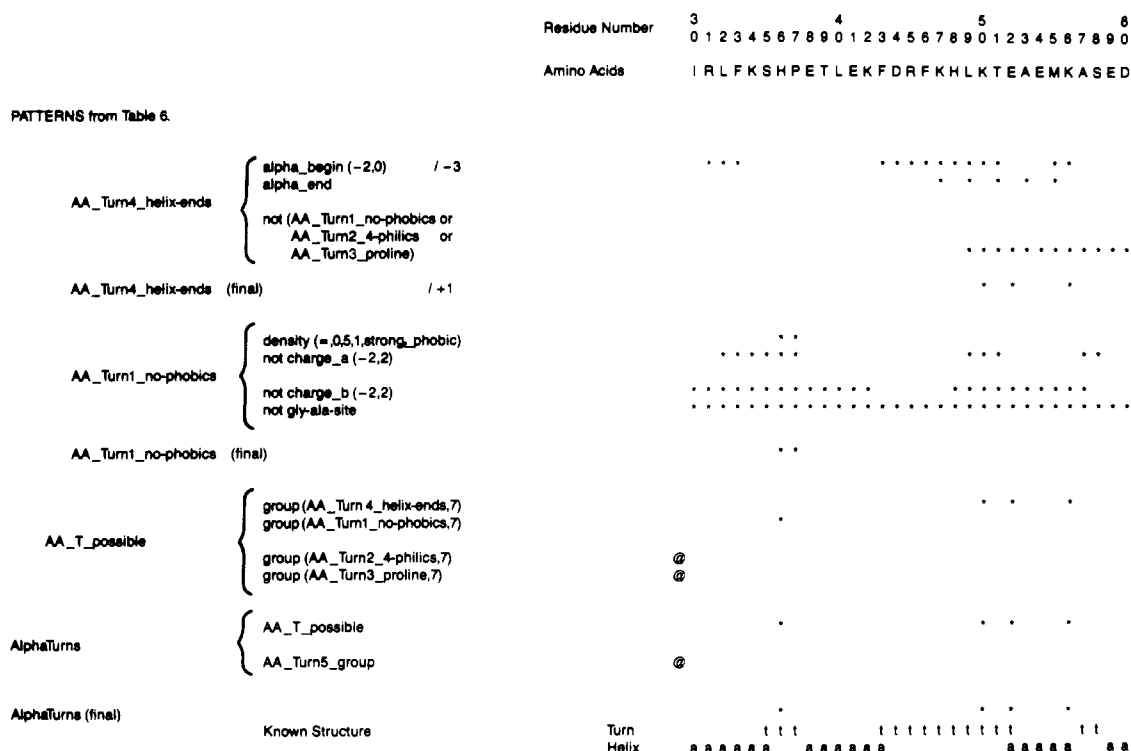 3 4 5 6
Residue Number 0 1 2 3 4 5 6 7 8 9 0 1 2 3 4 5 6 7 8 9 0 1 2 3 4 5 6 7 8 9 0
Amino Acids I R L F K S H P E T L E K F D R F K H L K T E A E M K A S E D
PATTERNS from Table 6.
alpha_begin (−2,0) / −3
alpha_end
AA_Turn4_helix-ends
not (AA_Turn1_no-phobics or
AA_Turn2_4-philics or
AA_Turn3_proline)
AA_Turn4_helix-ends (final) / +1
density (=,0,5,1,strong_phobic)
not charge_a (−2,2)
AA_Turn1_no-phobics
not charge_b (−2,2)
not gly-ala-site
AA_Turn1_no-phobics (final)
group (AA_Turn 4_helix-ends,7)
group (AA_Turn1_no-phobics,7)
AA_T_possible
group (AA_Turn2_4-philics,7) @
group (AA_Turn3_proline,7) @
AA_T_possible
AlphaTurns
AA_Turn5_group @
AlphaTurns (final)
Known Structure Turn t t t t t t t t t t t t t t t
Helix a a a a a a a a a a a a a a a a a a a